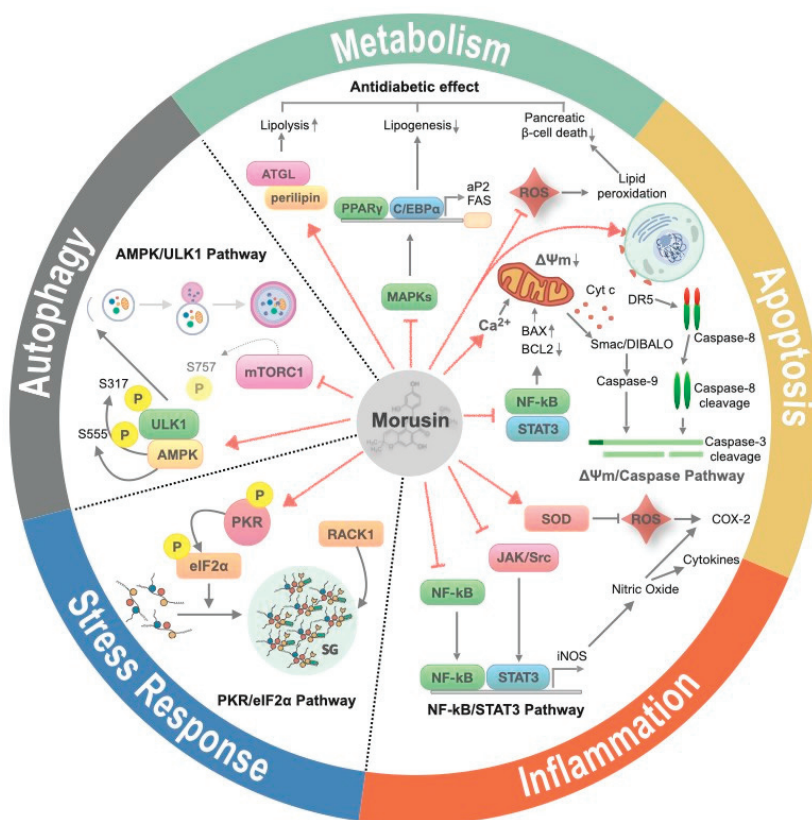 Metabolism
Antidiabetic effect
Lipolysis↑
Lipogenesis↓
Pancreatic
β-cell death↓
ATGL
perilipin
PPARγ
C/EBPα
aP2
FAS
ROS
Lipid
peroxidation
MAPKs
Autophagy
AMPK/ULK1 Pathway
S757
P
mTORC1
S317
P
ULK1
S555
P
AMPK
Apoptosis
ΔΨm↓
Cyt c
DR5
Ca2+
BAX↑
BCL2↓
Smac/DIBALO
Caspase-8
Caspase-9
Caspase-8
cleavage
NF-kB
STAT3
Caspase-3
cleavage
ΔΨm/Caspase Pathway
Morusin
Stress Response
P
PKR
P
eIF2α
RACK1
SG
PKR/eIF2α Pathway
Inflammation
SOD
ROS
COX-2
JAK/Src
Cytokines
NF-kB
Nitric Oxide
iNOS
NF-kB
STAT3
NF-kB/STAT3 Pathway